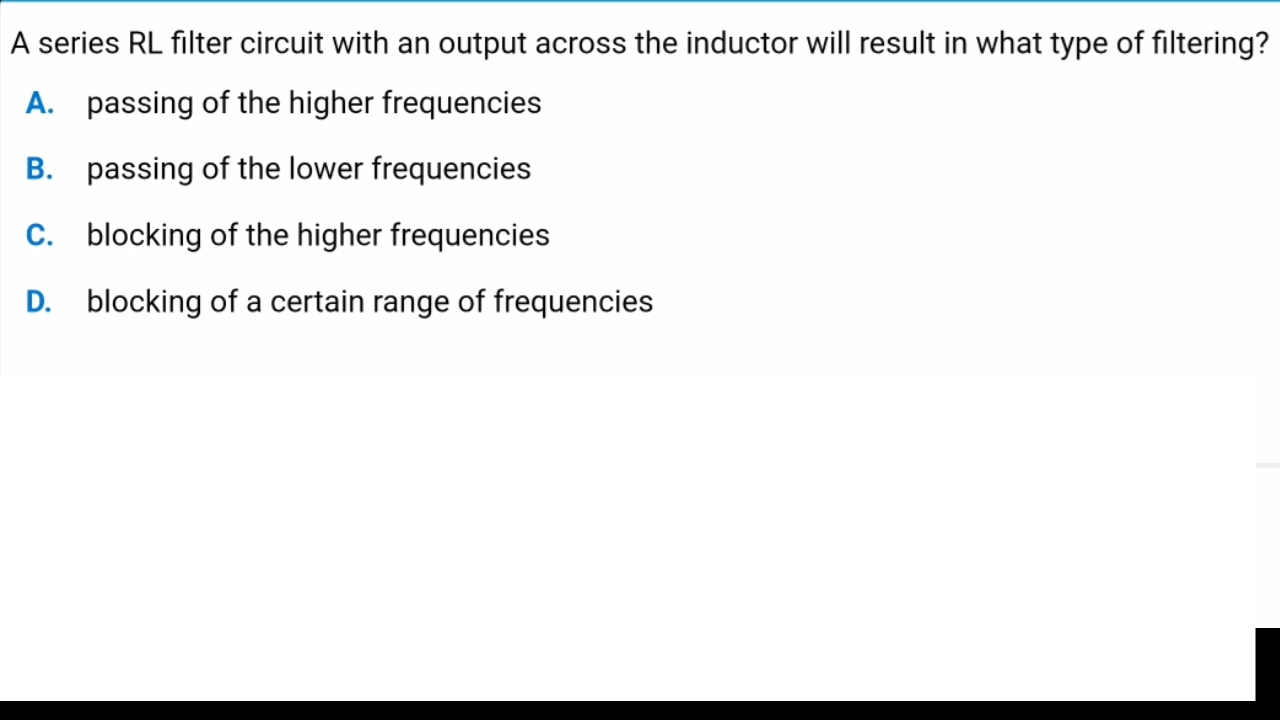 A series RL filter circuit with an output across the inductor will result in what type of filtering?
A. passing of the higher frequencies
B. passing of the lower frequencies
C. blocking of the higher frequencies
D. blocking of a certain range of frequencies